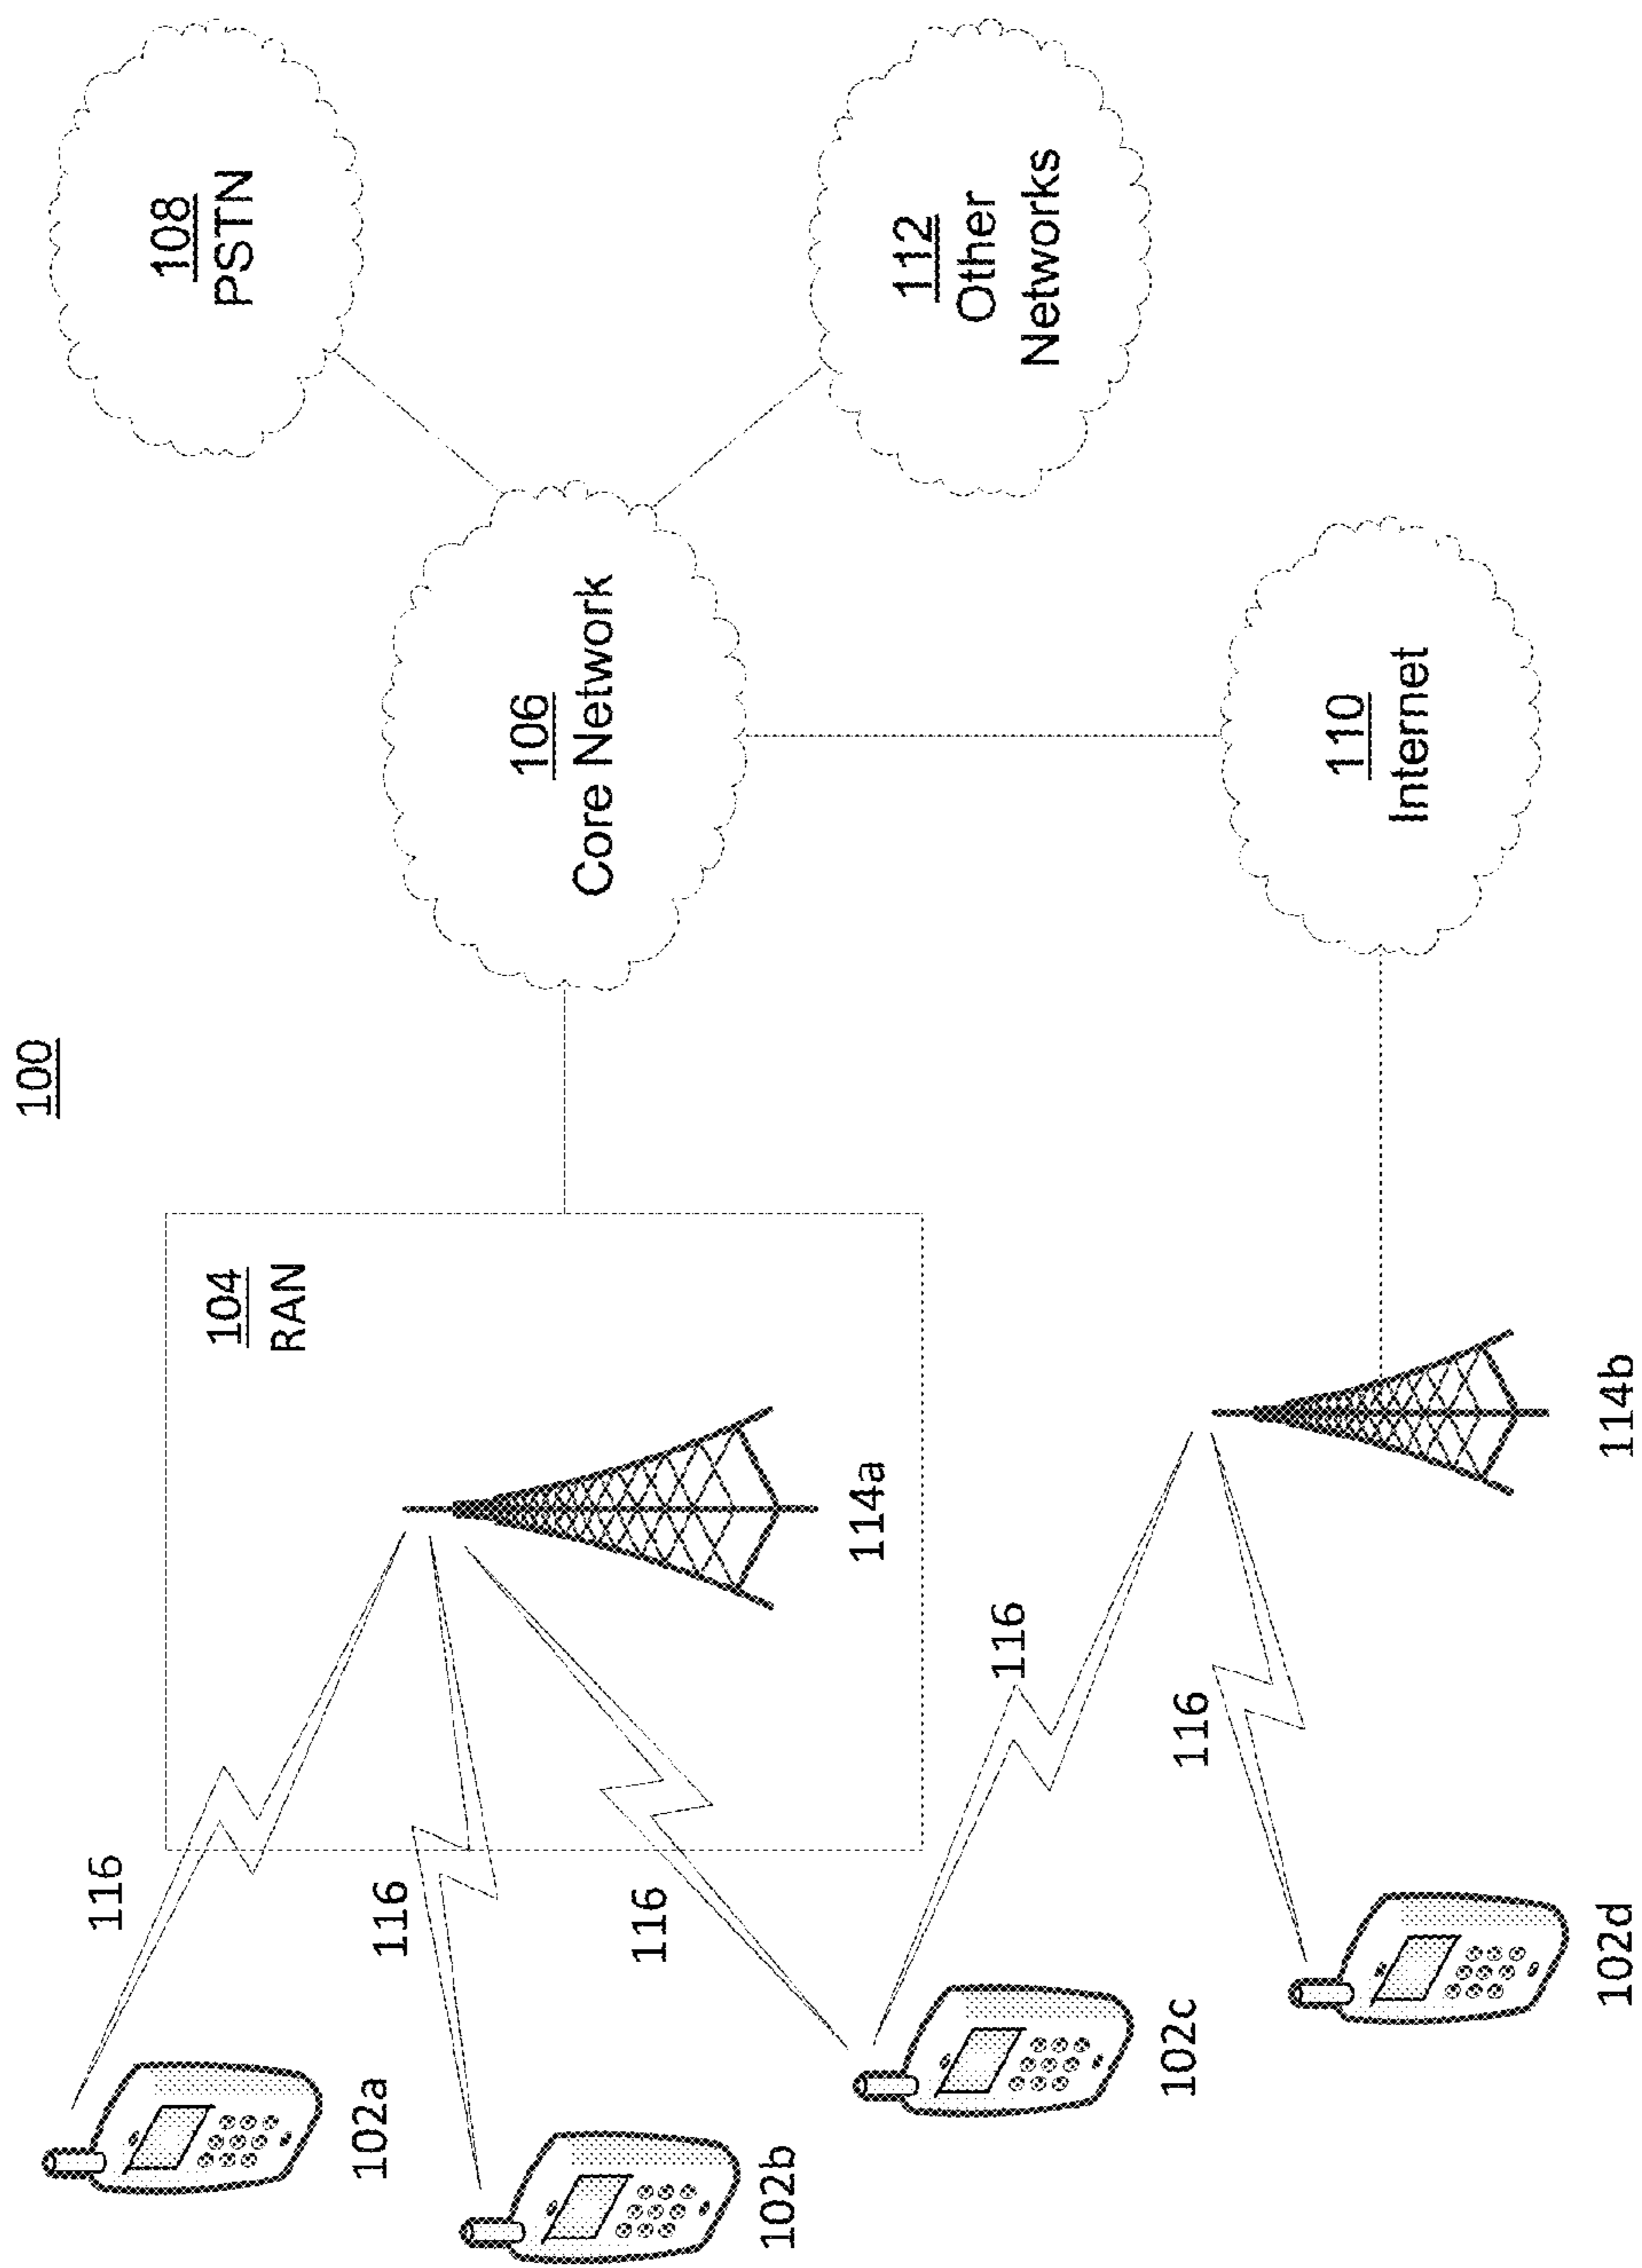 100
102a
116
102b
116
116
102c
116
102d
116
104
RAN
114a
114b
106
Core Network
108
PSTN
112
Other
Networks
110
Internet